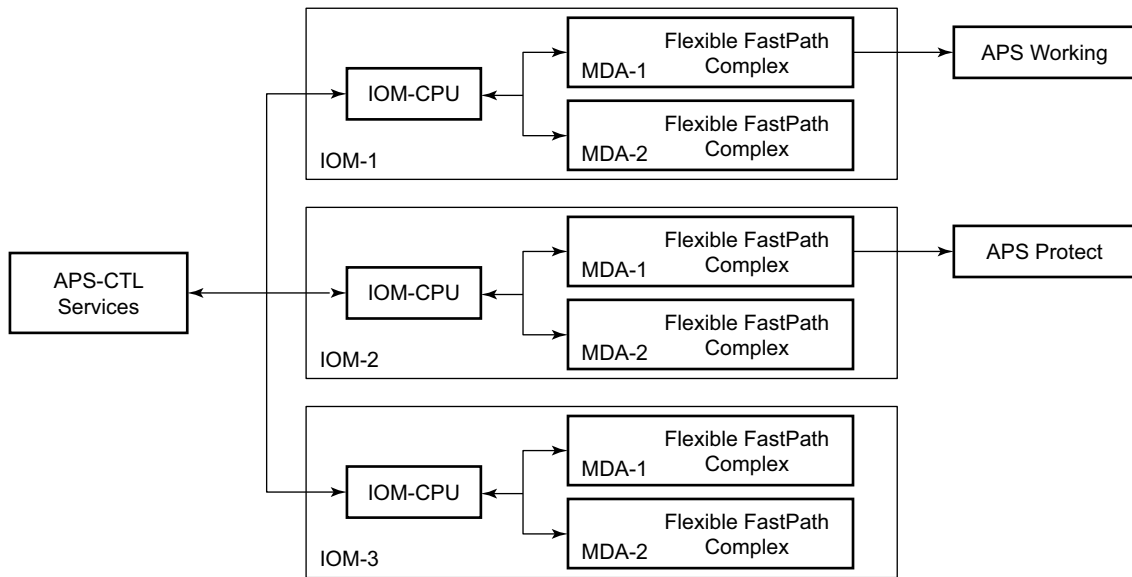 Flexible FastPath
Complex
MDA-1
APS Working
IOM-CPU
Flexible FastPath
Complex
MDA-2
IOM-1
Flexible FastPath
Complex
MDA-1
APS Protect
APS-CTL
Services
IOM-CPU
Flexible FastPath
Complex
MDA-2
IOM-2
Flexible FastPath
Complex
MDA-1
IOM-CPU
Flexible FastPath
Complex
MDA-2
IOM-3